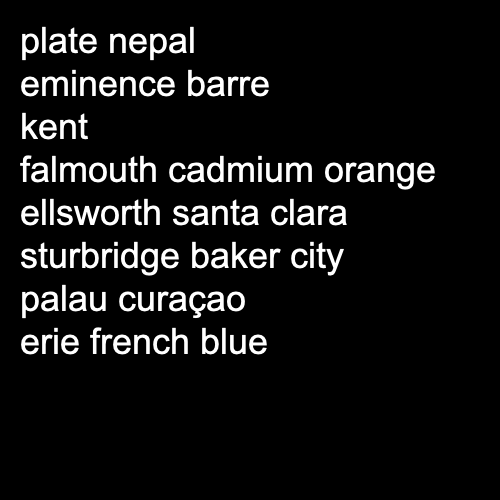 plate nepal
eminence barre
kent
falmouth cadmium orange
ellsworth santa clara
sturbridge baker city
palau curaçao
erie french blue